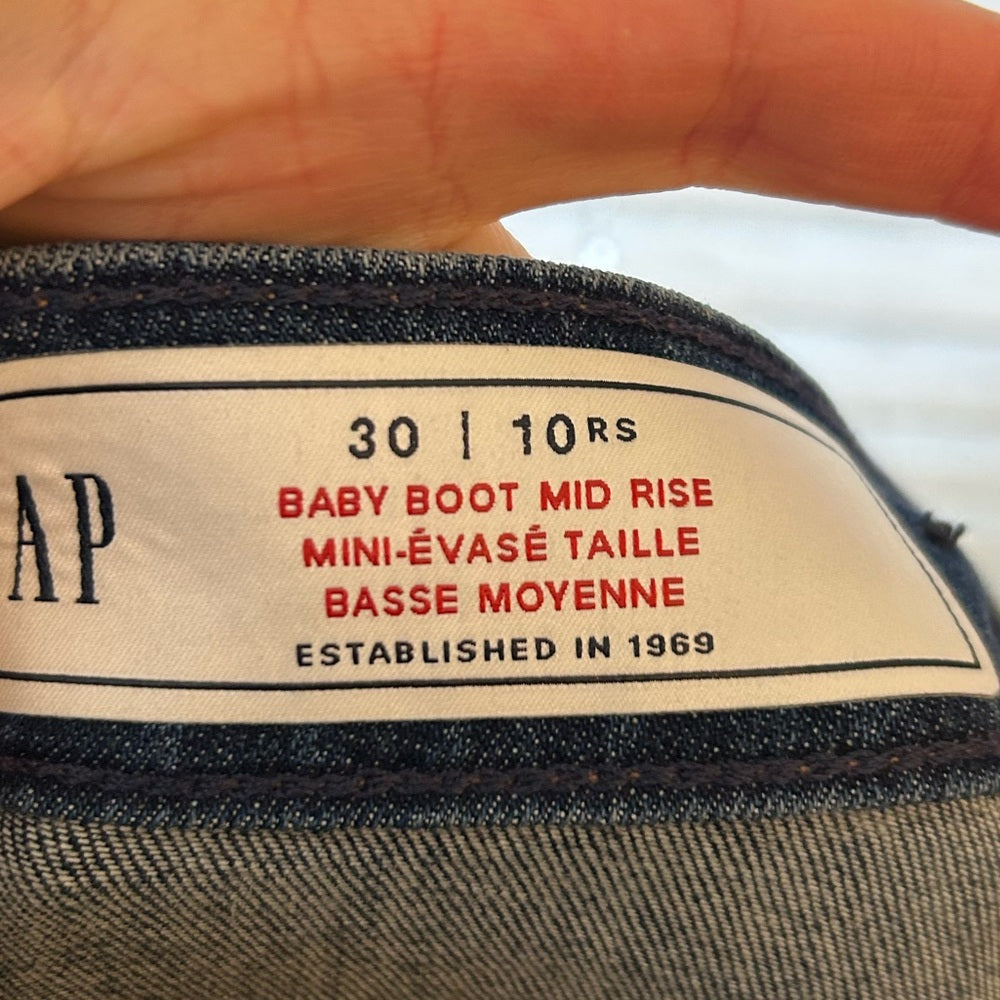 AP
30 | 10RS
BABY BOOT MID RISE
MINI-ÉVASÉ TAILLE
BASSE MOYENNE
ESTABLISHED IN 1969